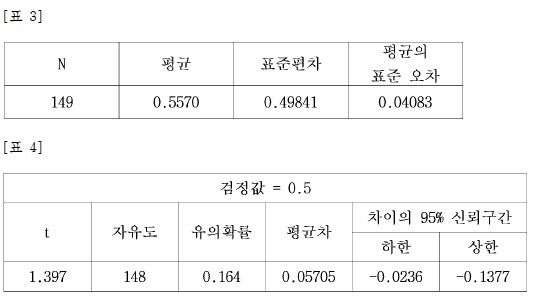 [표 3]
N 평균 표준편차 평균의 표준 오차
149 0.5570 0.49841 0.04083
[표 4]
검정값 = 0.5
t 자유도 유의확률 평균차 차이의 95% 신뢰구간
하한 상한
1.397 148 0.164 0.05705 -0.0236 -0.1377